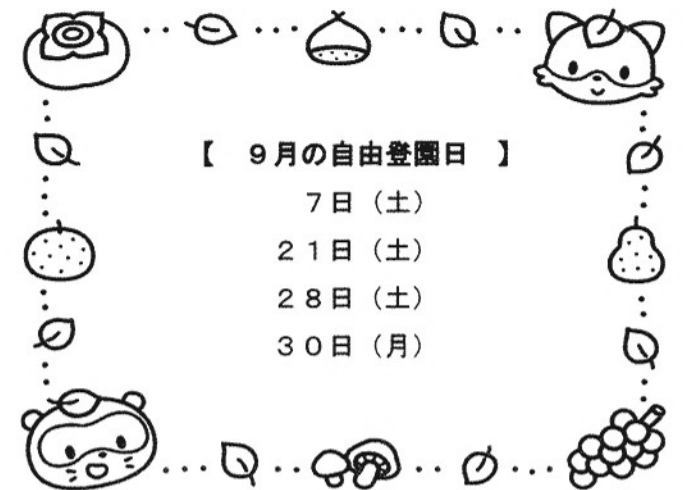 【　９月の自由登園日　】
７日（土）
２１日（土）
２８日（土）
３０日（月）